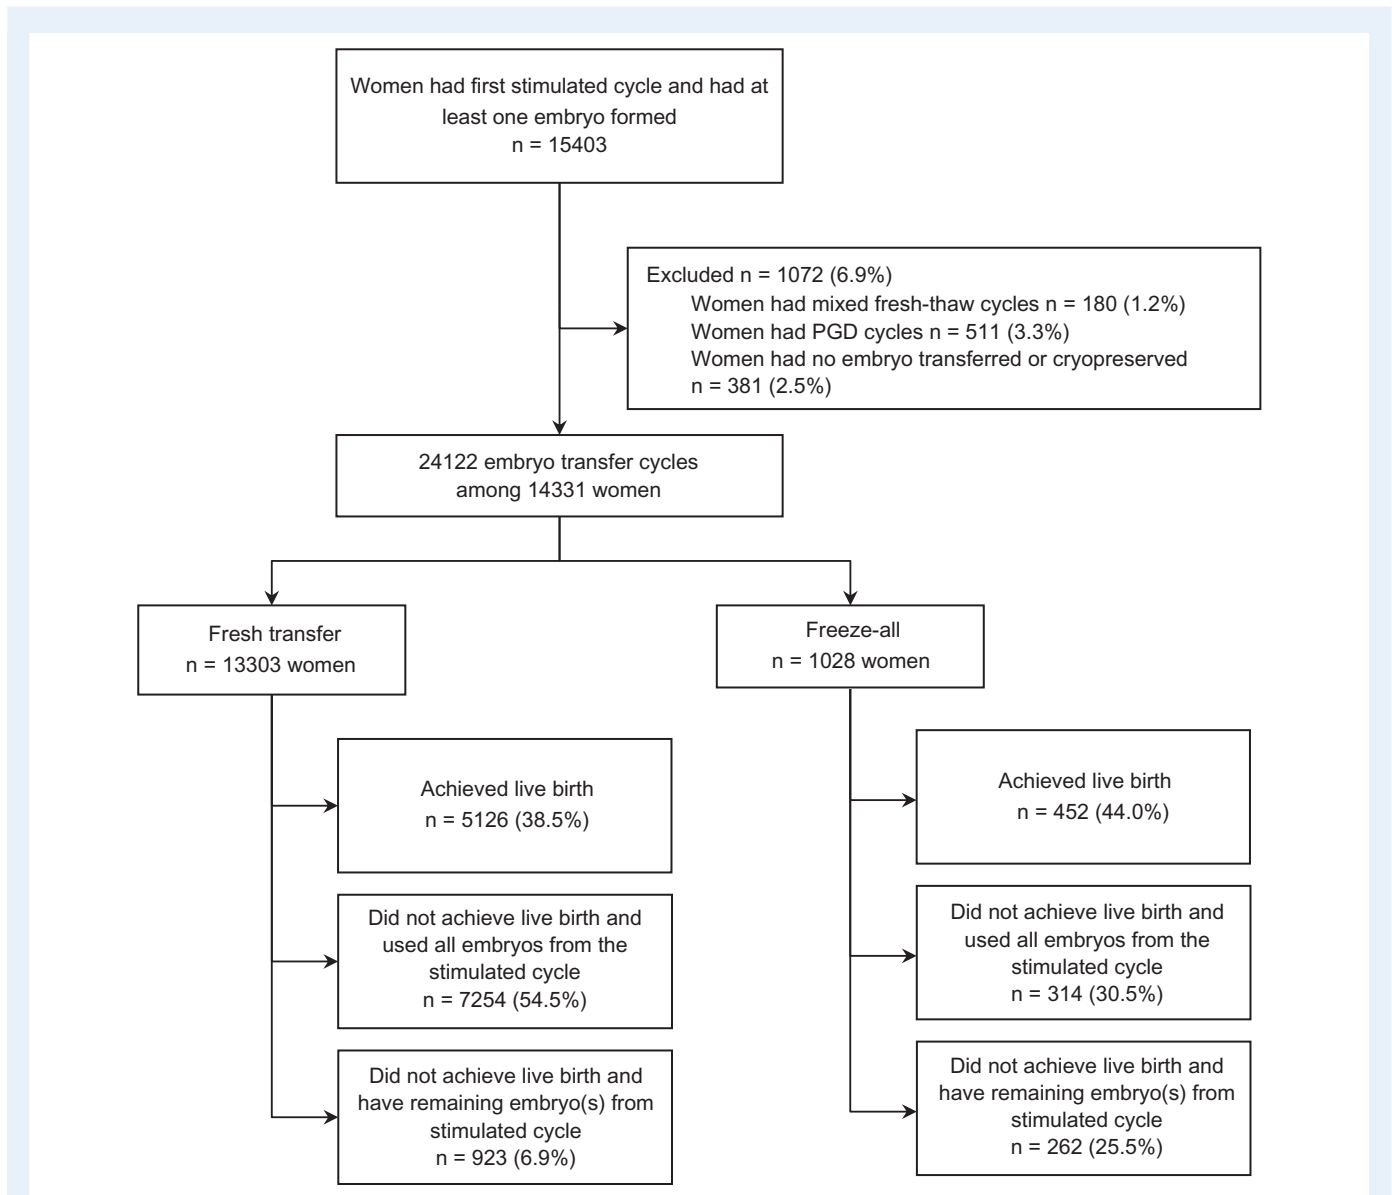 Women had first stimulated cycle and had at
least one embryo formed
n = 15403
Excluded n = 1072 (6.9%)
Women had mixed fresh-thaw cycles n = 180 (1.2%)
Women had PGD cycles n = 511 (3.3%)
Women had no embryo transferred or cryopreserved
n = 381 (2.5%)
24122 embryo transfer cycles
among 14331 women
Fresh transfer
n = 13303 women
Freeze-all
n = 1028 women
Achieved live birth
n = 5126 (38.5%)
Did not achieve live birth and
used all embryos from the
stimulated cycle
n = 7254 (54.5%)
Did not achieve live birth and
have remaining embryo(s) from
stimulated cycle
n = 923 (6.9%)
Achieved live birth
n = 452 (44.0%)
Did not achieve live birth and
used all embryos from the
stimulated cycle
n = 314 (30.5%)
Did not achieve live birth and
have remaining embryo(s) from
stimulated cycle
n = 262 (25.5%)